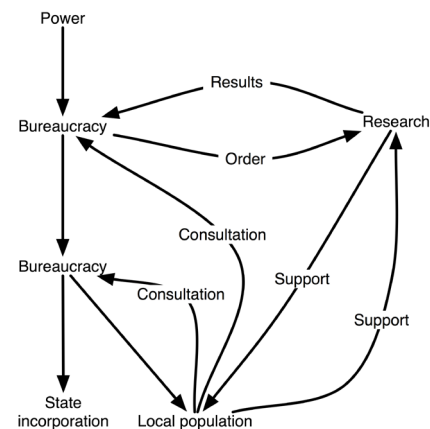 Power
Results
Bureaucracy
Research
Order
Consultation
Bureaucracy
Support
Consultation
Support
State
incorporation
Local population